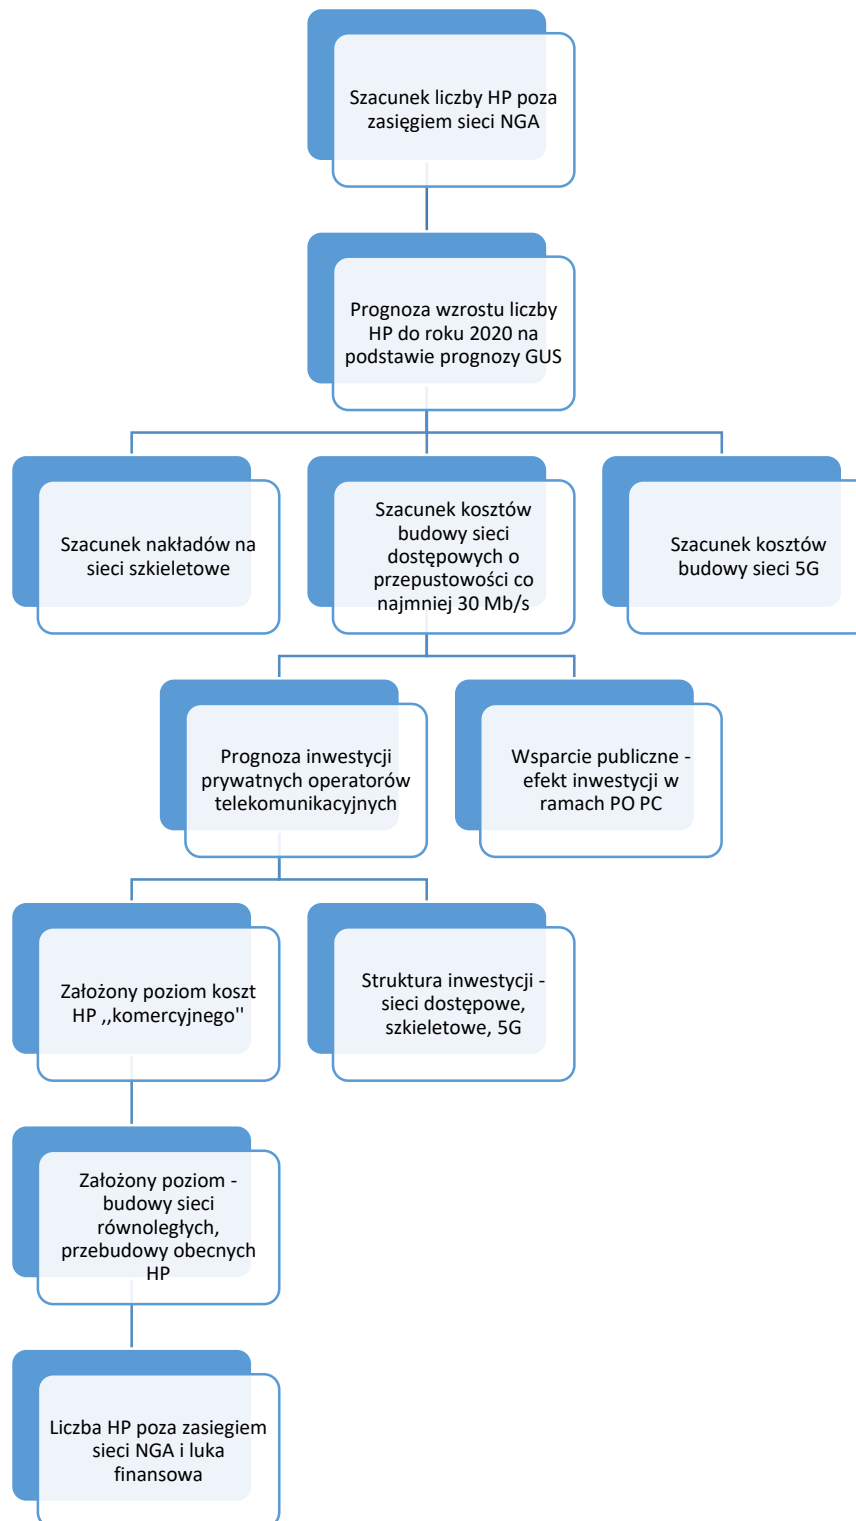 Szacunek liczby HP poza
zasięgiem sieci NGA
Prognoza wzrostu liczby
HP do roku 2020 na
podstawie prognozy GUS
Szacunek nakładów na
sieci szkieletowe
Szacunek kosztów
budowy sieci
dostępowych o
przepustowości co
najmniej 30 Mb/s
Szacunek kosztów
budowy sieci 5G
Prognoza inwestycji
prywatnych operatorów
telekomunikacyjnych
Wsparcie publiczne -
efekt inwestycji w
ramach PO PC
Założony poziom koszt
HP ,,komercyjnego''
Struktura inwestycji -
sieci dostępowe,
szkieletowe, 5G
Założony poziom -
budowy sieci
równoległych,
przebudowy obecnych
HP
Liczba HP poza zasiegiem
sieci NGA i luka
finansowa